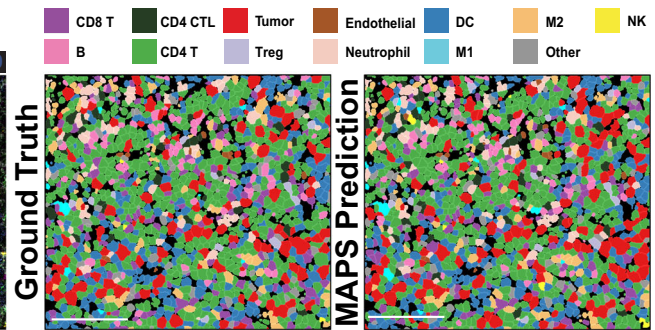 CD8 T CD4 CTL Tumor Endothelial DC M2 NK
B CD4 T Treg Neutrophil M1 Other
Ground Truth
MAPS Prediction